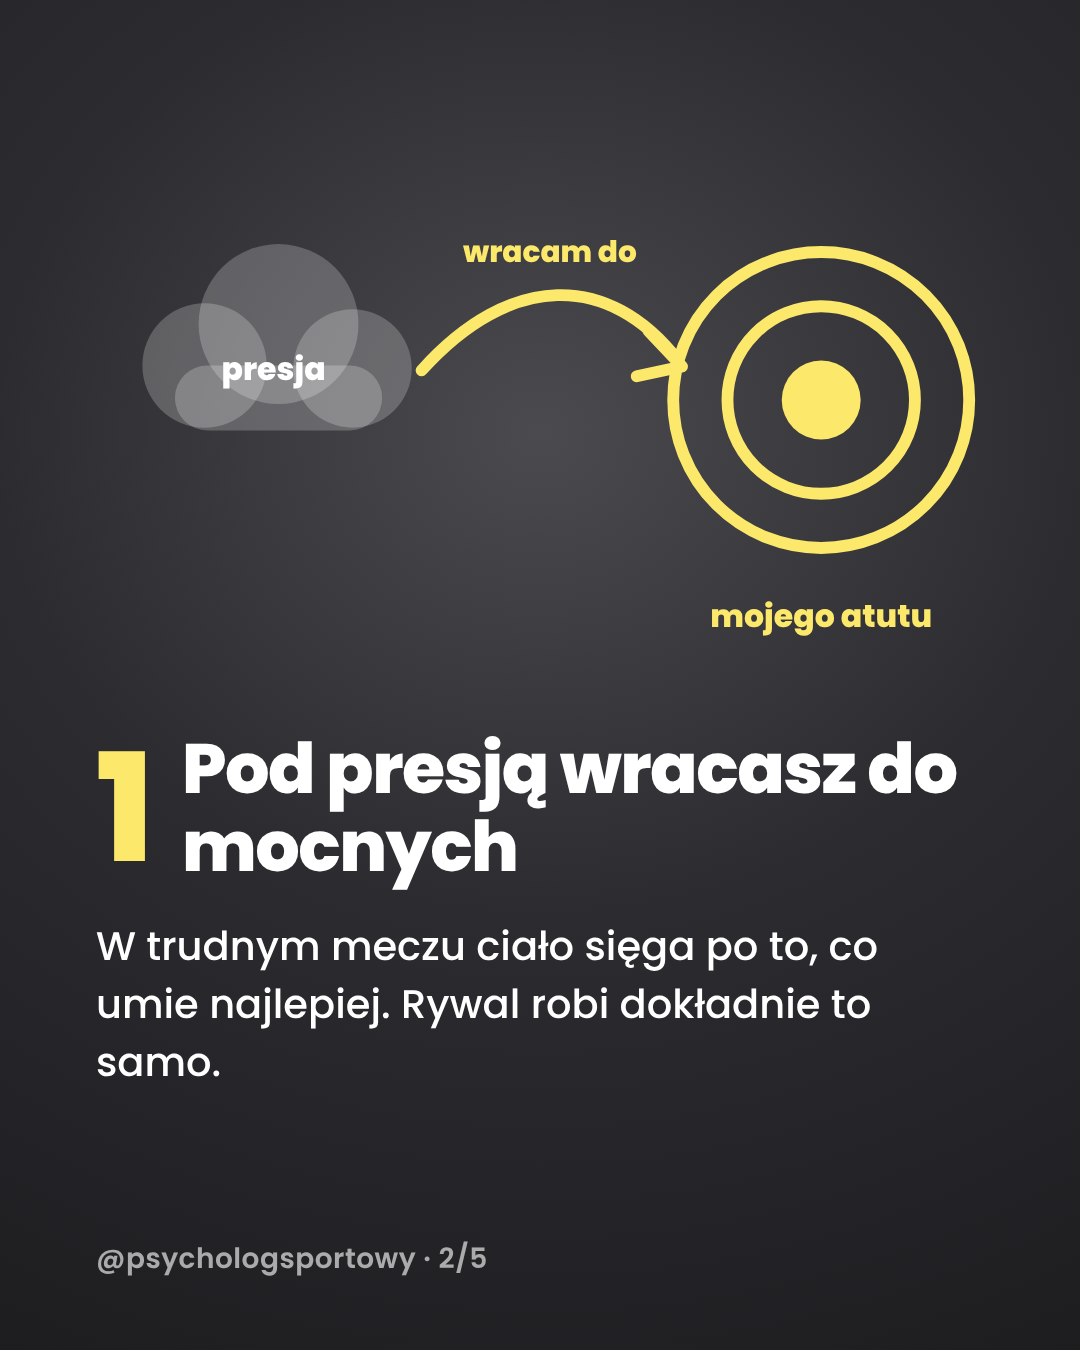 wracam do
presja
mojego atutu
1
Pod presją wracasz do
mocnych
W trudnym meczu ciało sięga po to, co
umie najlepiej. Rywal robi dokładnie to
samo.
@psychologsportowy · 2/5